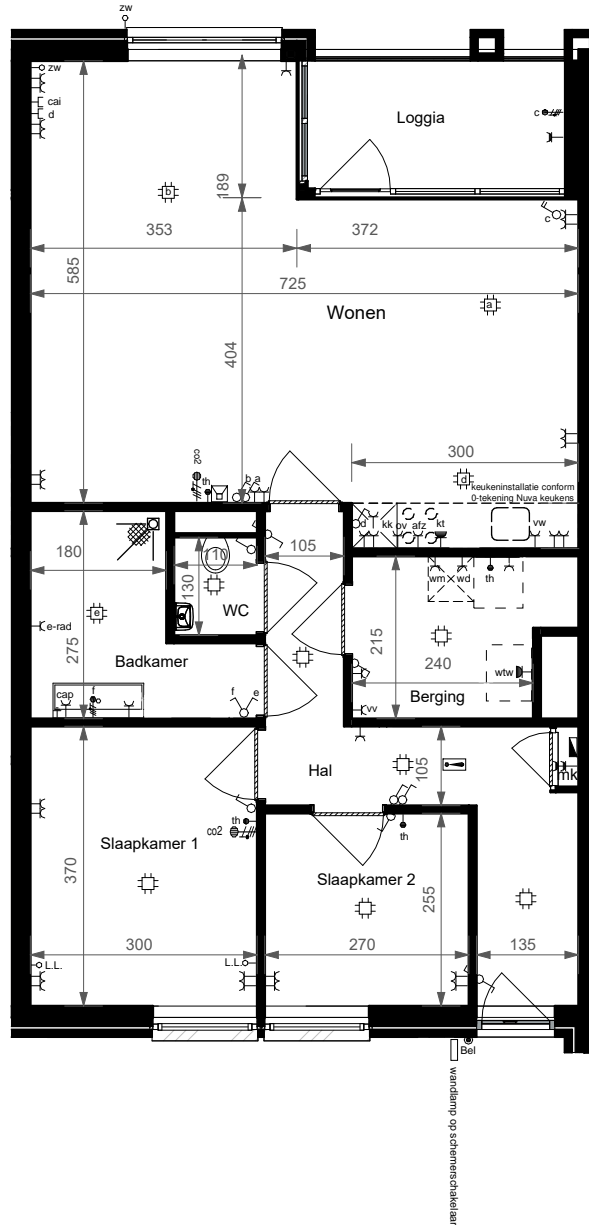 zw
zw
cai
d
Loggia
c
b
189
c
353
372
585
725
a
Wonen
404
300
co2
th
b a
d
keukeninstallatie conform
0-tekening Nuva keukens
d
kk
ov
afz
kt
vw
180
110
105
130
WC
wm
wd
th
e
e-rad
275
Badkamer
215
240
wtw
Berging
cap
f
f
e
vv
Hal
105
mk
th
co2
th
Slaapkamer 1
Slaapkamer 2
370
255
300
270
135
L.L.
L.L.
Bel
wandlamp op schemerschakelaar